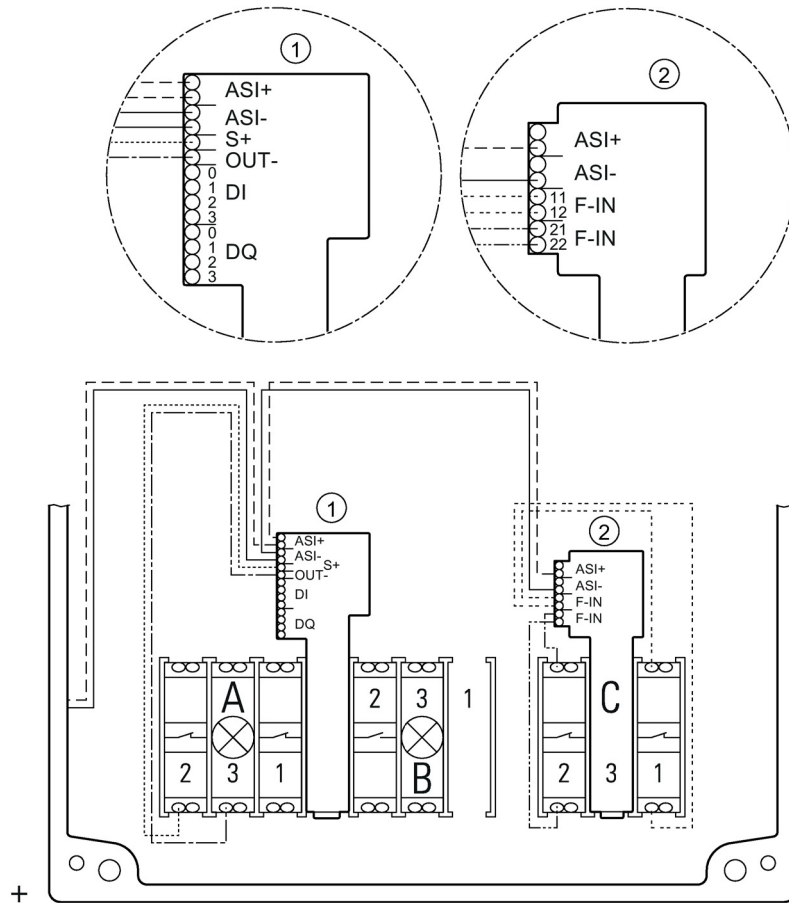 1
ASI+
ASI-
S+
OUT-
0
1 DI
2
3
0
1 DQ
2
3
2
ASI+
ASI-
11 F-IN
12
21 F-IN
22
1
ASI+
ASI- S+
OUT-
DI
DQ
2
ASI+
ASI-
F-IN
F-IN
A
2 3 1
2 3 1
B
C
2 3 1
+